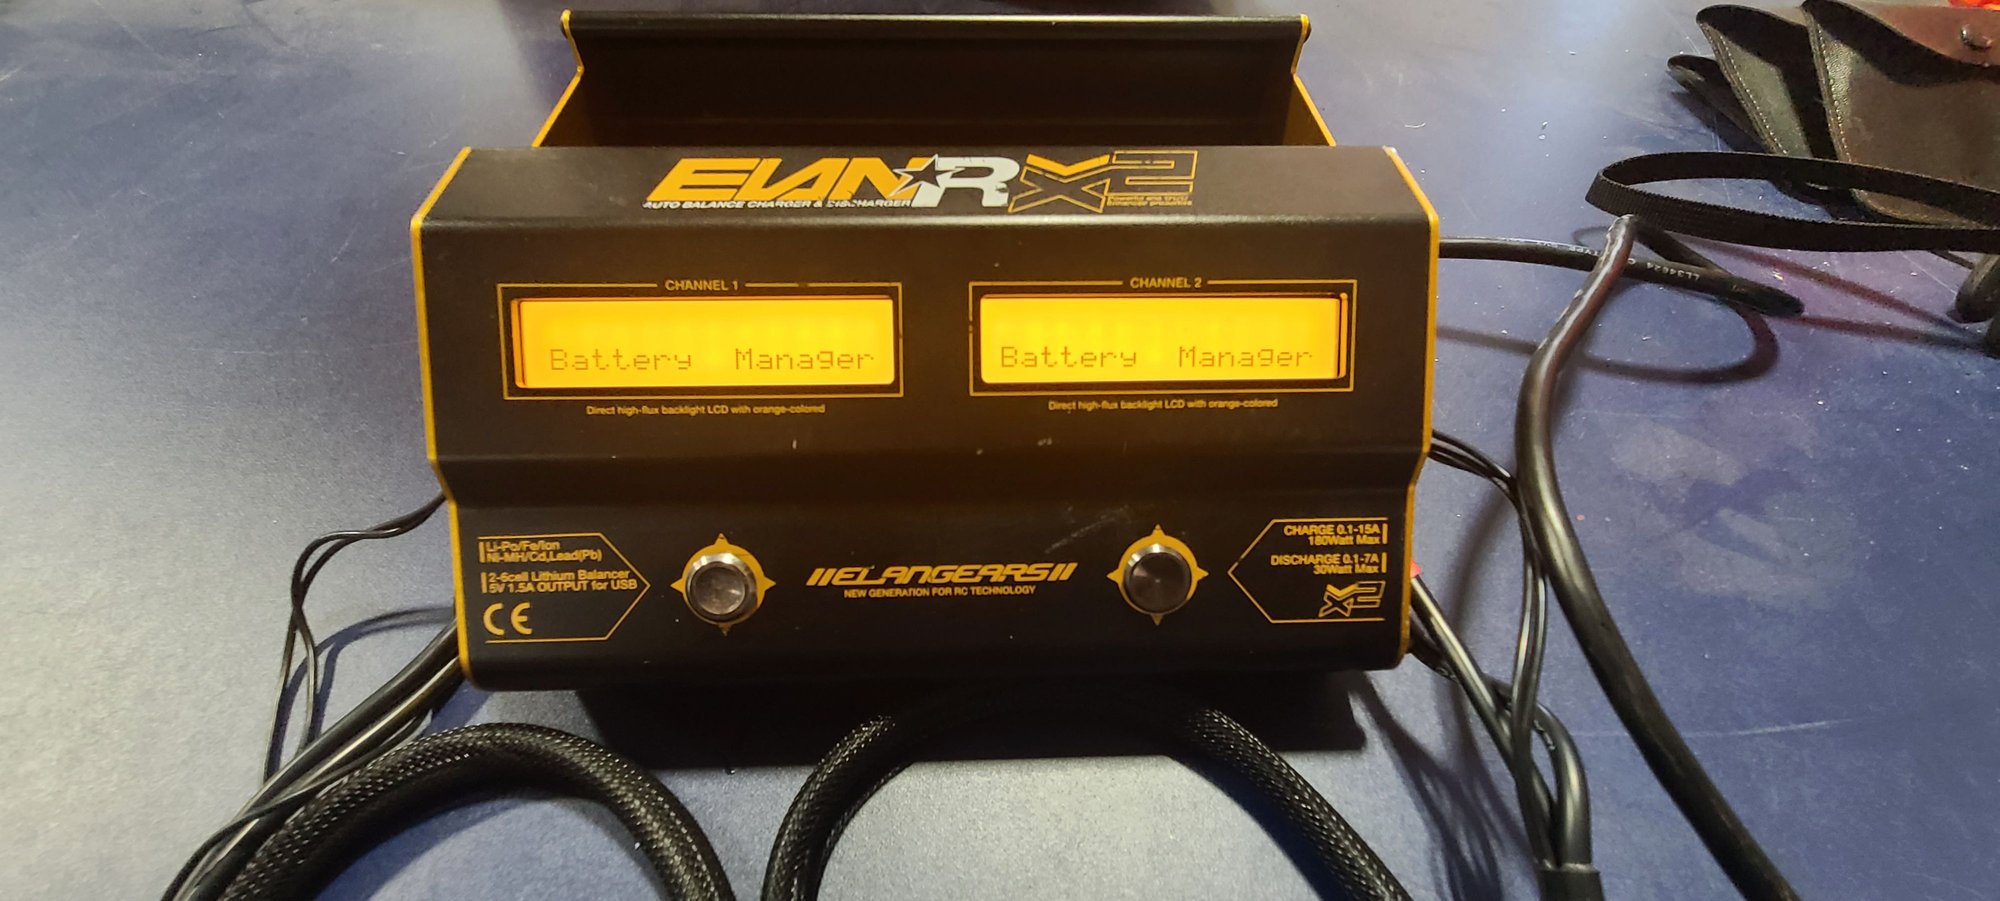 ELAN★R X2
AUTO BALANCE CHARGER & DISCHARGER
CHANNEL 1
Battery Manager
Direct high-flux backlight LCD with orange-colored
CHANNEL 2
Battery Manager
Direct high-flux backlight LCD with orange-colored
Li-Po/Fe/Ion
Ni-MH/Cd,Lead(Pb)
2-6cell Lithium Balancer
5V 1.5A OUTPUT for USB
CE
//ELANGEARS//
NEW GENERATION FOR RC TECHNOLOGY
CHARGE 0.1-15A
180Watt Max
DISCHARGE 0.1-7A
30Watt Max
X2
LL34624